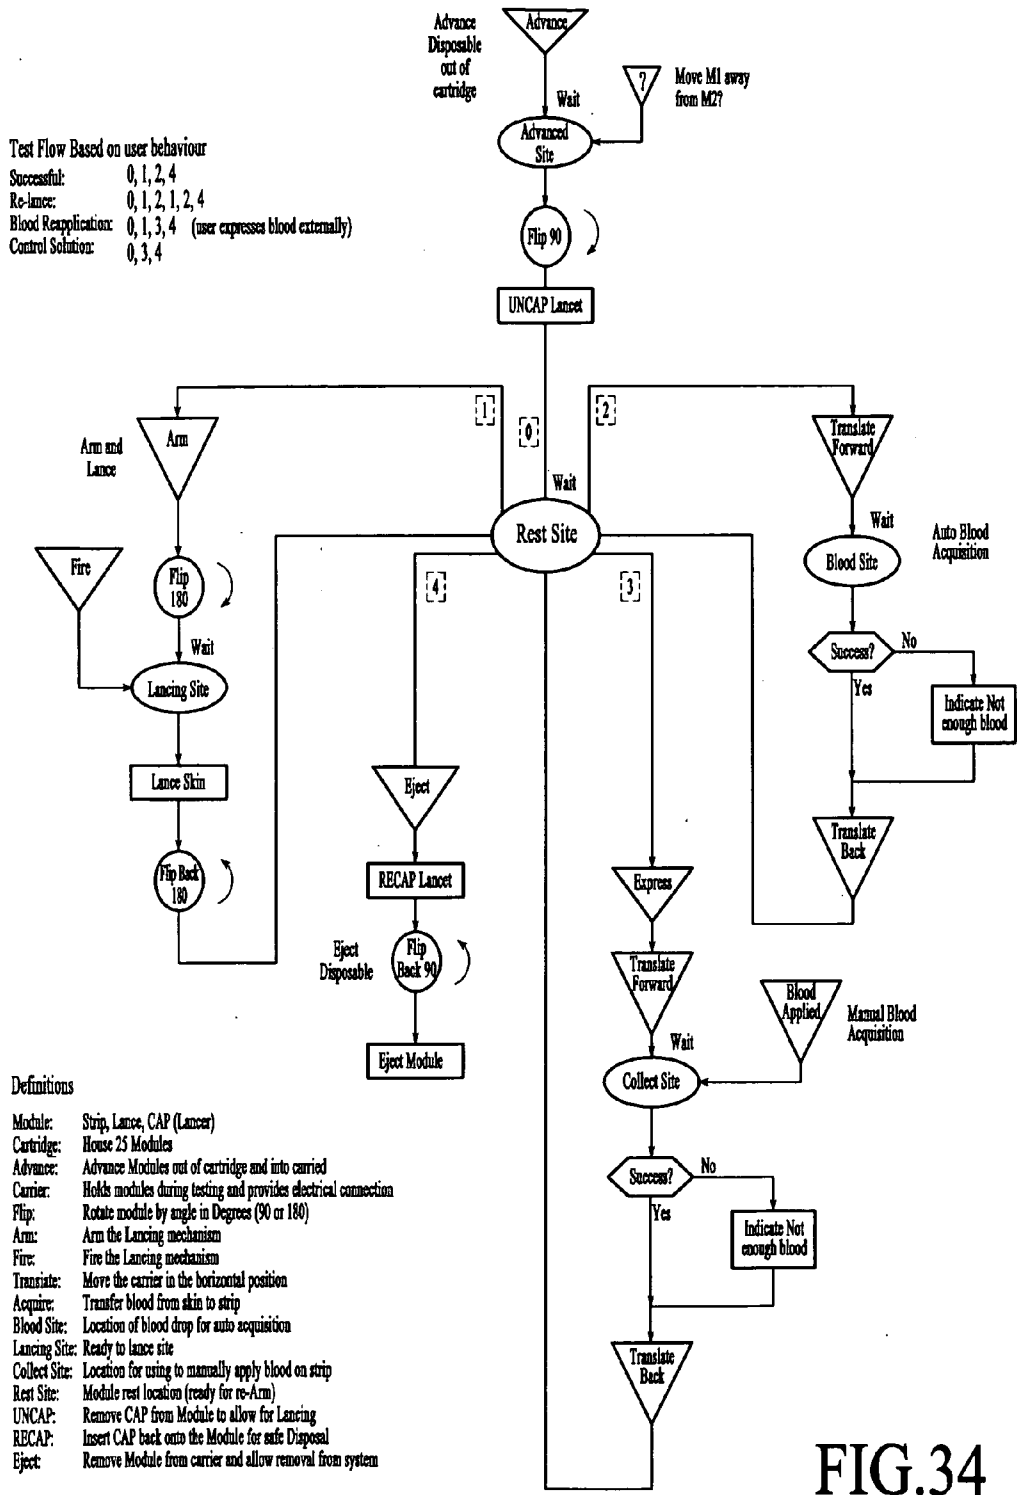 Advance
Disposable
out of
cartridge
Advance
Wait
?
Move M1 away
from M2?
Advanced
Site
Test Flow Based on user behaviour
Successful: 0, 1, 2, 4
Re-lance: 0, 1, 2, 1, 2, 4
Blood Reapplication: 0, 1, 3, 4 (user expresses blood externally)
Control Solution: 0, 3, 4
Flip 90
UNCAP Lancet
1
0
2
Wait
Rest Site
4
3
Arm and
Lance
Arm
Fire
Flip
180
Wait
Lancing Site
Lance Skin
Flip Back
180
Translate
Forward
Wait
Blood Site
Auto Blood
Acquisition
Success?
No
Yes
Indicate Not
enough blood
Translate
Back
Eject
RECAP Lancet
Eject
Disposable
Flip
Back 90
Eject Module
Express
Translate
Forward
Wait
Blood
Applied
Manual Blood
Acquisition
Collect Site
Success?
No
Yes
Indicate Not
enough blood
Translate
Back
Definitions
Module: Strip, Lance, CAP (Lancer)
Cartridge: House 25 Modules
Advance: Advance Modules out of cartridge and into carried
Carrier: Holds modules during testing and provides electrical connection
Flip: Rotate module by angle in Degrees (90 or 180)
Arm: Arm the Lancing mechanism
Fire: Fire the Lancing mechanism
Translate: Move the carrier in the horizontal position
Acquire: Transfer blood from skin to strip
Blood Site: Location of blood drop for auto acquisition
Lancing Site: Ready to lance site
Collect Site: Location for using to manually apply blood on strip
Rest Site: Module rest location (ready for re-Arm)
UNCAP: Remove CAP from Module to allow for Lancing
RECAP: Insert CAP back onto the Module for safe Disposal
Eject: Remove Module from carrier and allow removal from system
FIG.34